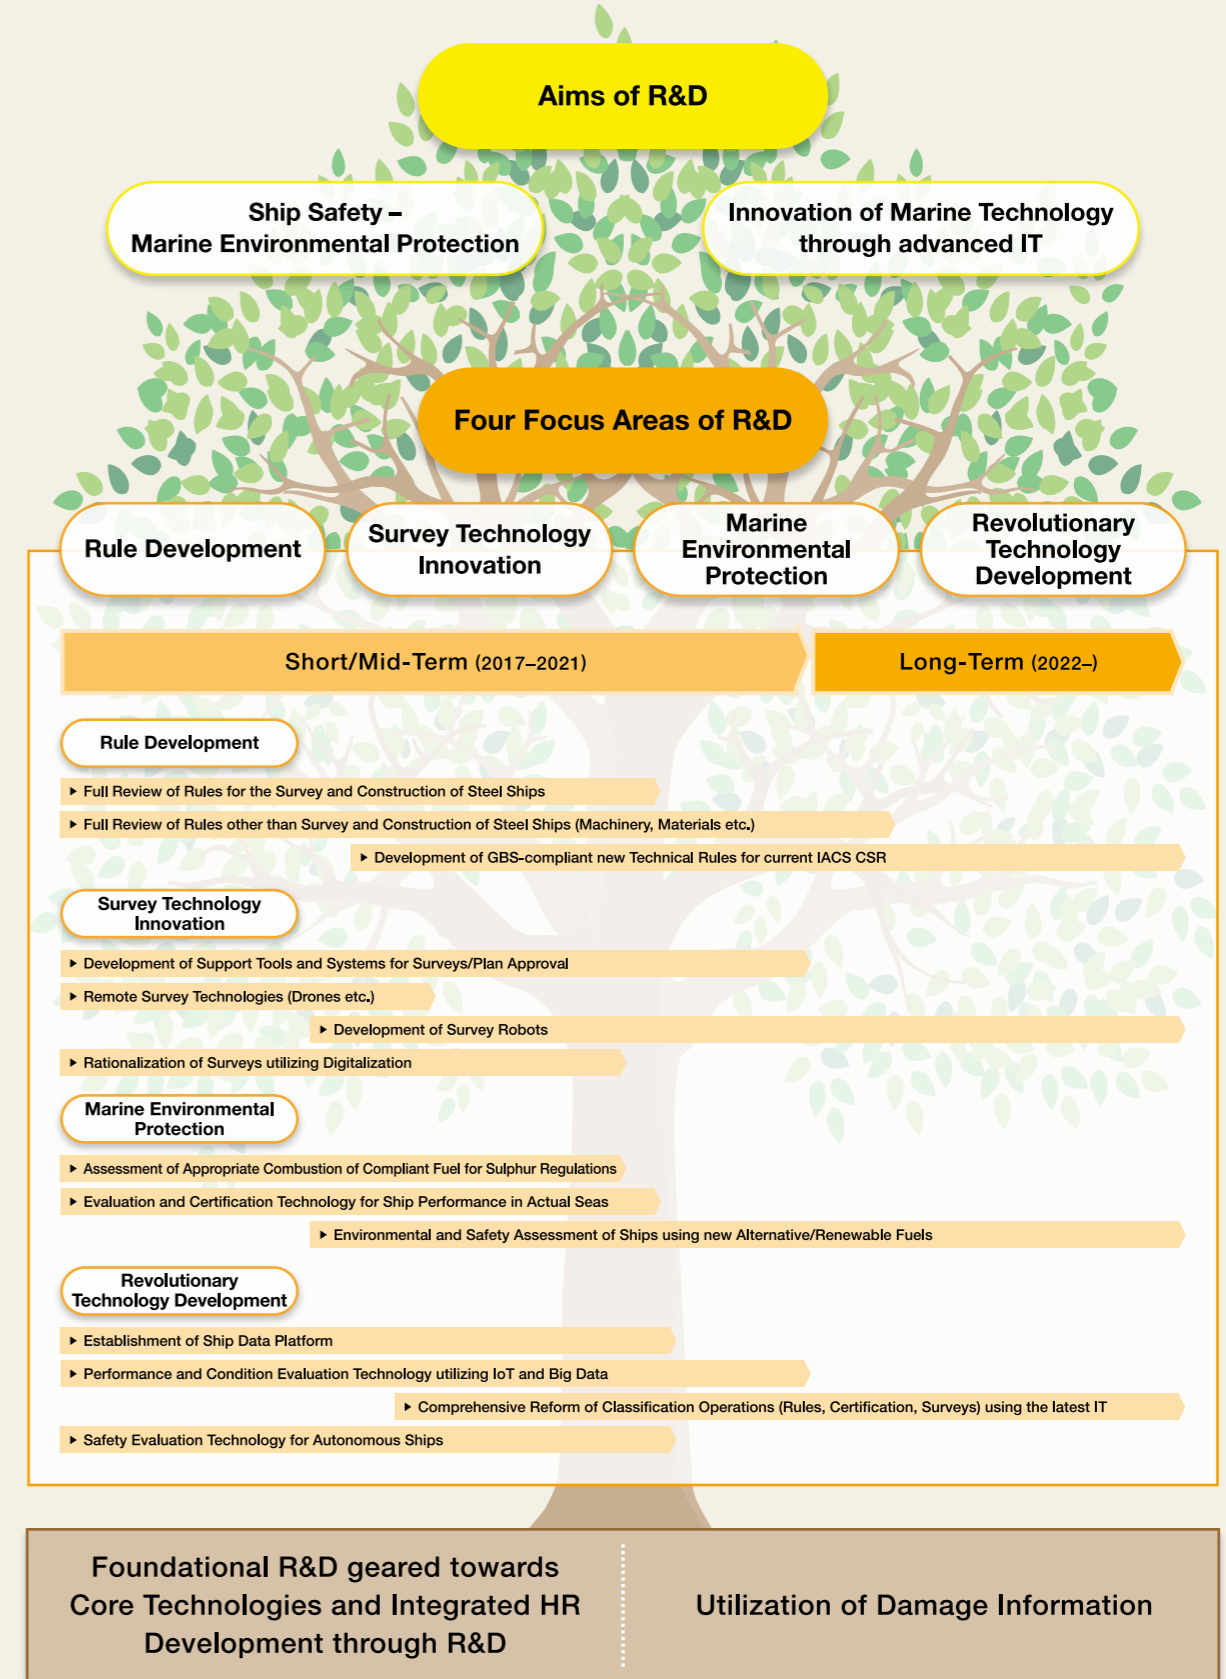 Aims of R&D
Ship Safety –
Marine Environmental Protection
Innovation of Marine Technology
through advanced IT
Four Focus Areas of R&D
Rule Development
Survey Technology
Innovation
Marine
Environmental
Protection
Revolutionary
Technology
Development
Short/Mid-Term (2017–2021)
Long-Term (2022–)
Rule Development
▶ Full Review of Rules for the Survey and Construction of Steel Ships
▶ Full Review of Rules other than Survey and Construction of Steel Ships (Machinery, Materials etc.)
▶ Development of GBS-compliant new Technical Rules for current IACS CSR
Survey Technology
Innovation
▶ Development of Support Tools and Systems for Surveys/Plan Approval
▶ Remote Survey Technologies (Drones etc.)
▶ Development of Survey Robots
▶ Rationalization of Surveys utilizing Digitalization
Marine Environmental
Protection
▶ Assessment of Appropriate Combustion of Compliant Fuel for Sulphur Regulations
▶ Evaluation and Certification Technology for Ship Performance in Actual Seas
▶ Environmental and Safety Assessment of Ships using new Alternative/Renewable Fuels
Revolutionary
Technology Development
▶ Establishment of Ship Data Platform
▶ Performance and Condition Evaluation Technology utilizing IoT and Big Data
▶ Comprehensive Reform of Classification Operations (Rules, Certification, Surveys) using the latest IT
▶ Safety Evaluation Technology for Autonomous Ships
Foundational R&D geared towards
Core Technologies and Integrated HR
Development through R&D
Utilization of Damage Information